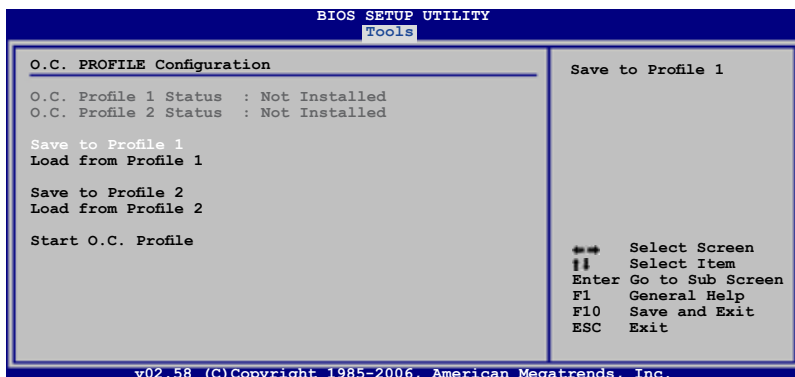 BIOS SETUP UTILITY
Tools
O.C. PROFILE Configuration
O.C. Profile 1 Status : Not Installed
O.C. Profile 2 Status : Not Installed
Save to Profile 1
Load from Profile 1
Save to Profile 2
Load from Profile 2
Start O.C. Profile
Save to Profile 1
Select Screen
Select Item
Enter Go to Sub Screen
F1 General Help
F10 Save and Exit
ESC Exit
v02.58 (C)Copyright 1985-2006, American Megatrends, Inc.